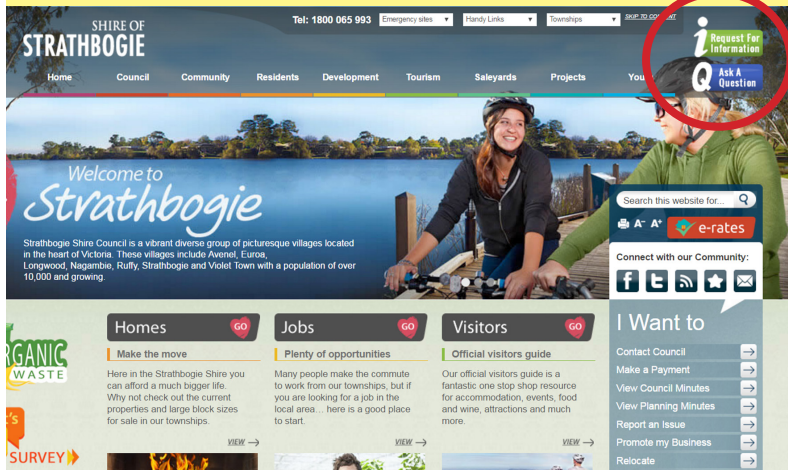 SHIRE OF
STRATHBOGIE
Tel: 1800 065 993
Emergency sites
Handy Links
Townships
Request For
Information
Q
Ask A
Question
Home
Council
Community
Residents
Development
Tourism
Saleyards
Projects
Welcome to
Strathbogie
Strathbogie Shire Council is a vibrant diverse group of picturesque villages located
in the heart of Victoria. These villages include Avenel, Euroa,
Longwood, Nagambie, Ruffy, Strathbogie and Violet Town with a population of over
10,000 and growing.
Search this website for...
A-
A+
e-rates
Connect with our Community:
I Want to
Contact Council
Make a Payment
View Council Minutes
View Planning Minutes
Report an Issue
Promote my Business
Relocate
WASTE
SURVEY
Homes
GO
Make the move
Here in the Strathbogie Shire you
can afford a much bigger life.
Why not check out the current
properties and large block sizes
for sale in our townships.
VIEW
Jobs
GO
Plenty of opportunities
Many people make the commute
to work from our townships, but if
you are looking for a job in the
local area... here is a good place
to start.
VIEW
Visitors
GO
Official visitors guide
Our official visitors guide is a
fantastic one stop shop resource
for accommodation, events, food
and wine, attractions and much
more.
VIEW